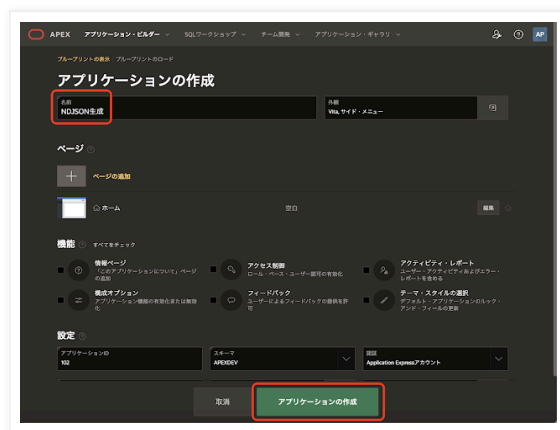 APEX アプリケーション・ビルダー SQLワークショップ チーム開発 アプリケーション・ギャラリ AP
ブループリントの表示 ブループリントのロード
アプリケーションの作成
名前
NDJSON生成
外観
Vita, サイド・メニュー
ページ
ページの追加
ホーム 空白 編集
機能 すべてをチェック
情報ページ
「このアプリケーションについて」ページの追加
アクセス制御
ロール・ベース・ユーザー認可の有効化
アクティビティ・レポート
ユーザー・アクティビティおよびエラー・レポートを含める
構成オプション
アプリケーション機能の有効化または無効化
フィードバック
ユーザーによるフィードバックの提供を許可
テーマ・スタイルの選択
デフォルト・アプリケーションのルック・アンド・フィールの更新
設定
アプリケーションID
102
スキーマ
APEXDEV
認証
Application Expressアカウント
取消 アプリケーションの作成